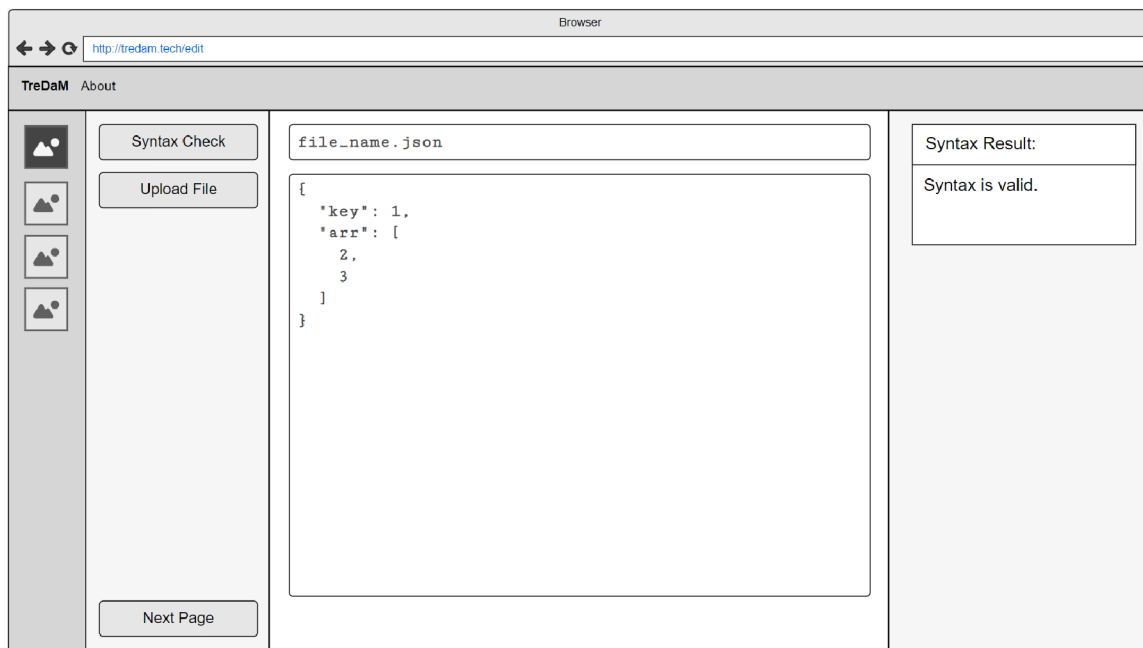 Browser
http://tredam.tech/edit
TreDaM About
Syntax Check
Upload File
Next Page
file_name.json
{
  "key": 1,
  "arr": [
    2,
    3
  ]
}
Syntax Result:
Syntax is valid.